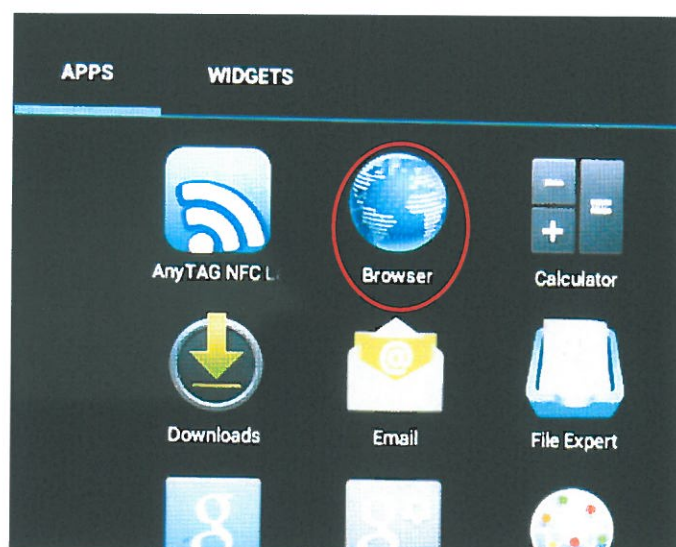 APPS WIDGETS
AnyTAG NFC L
Browser
Calculator
Downloads
Email
File Expert